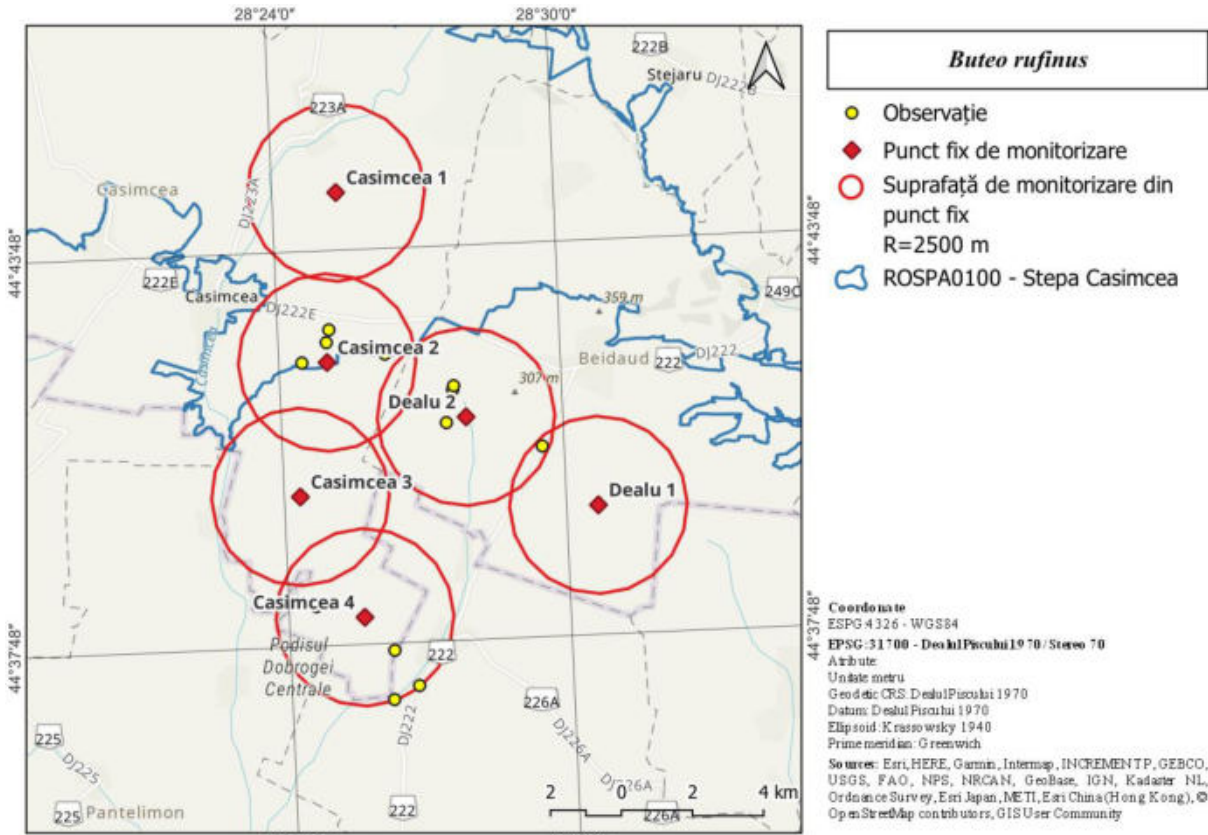 28°24'0"
28°30'0"
222B
Stejaru
DJ222B
223A
Casimcea 1
Casimcea
DJ223A
44°43'48"
44°43'48"
222E
Casimcea
DJ222E
Casimcea
249C
359 m
Casimcea 2
Beidaud
222
DJ222
307 m
Dealu 2
Casimcea 3
Dealu 1
Casimcea 4
Podisul
Dobrogei
Centrale
222
44°37'48"
44°37'48"
226A
DJ222
225
DJ225
DJ226A
Pantelimon
225
222
DJ226A
226A
2 0 2 4 km
Buteo rufinus
Observație
Punct fix de monitorizare
Suprafață de monitorizare din
punct fix
R=2500 m
ROSPA0100 - Stepa Casimcea
Coordonate
ESPG:4326 - WGS84
EPSG:31700 - Dealul Piscului 1970/ Stereo 70
Atribute:
Unitate metru
Geodetic CRS: Dealul Piscului 1970
Datum: Dealul Piscului 1970
Ellipsoid: Krassowsky 1940
Prime meridian: Greenwich
Sources: Esri, HERE, Garmin, Intermap, INCREMENT P, GEBCO,
USGS, FAO, NPS, NRCAN, GeoBase, IGN, Kadaster NL,
Ordnance Survey, Esri Japan, METI, Esri China (Hong Kong), ©
OpenStreetMap contributors, GIS User Community